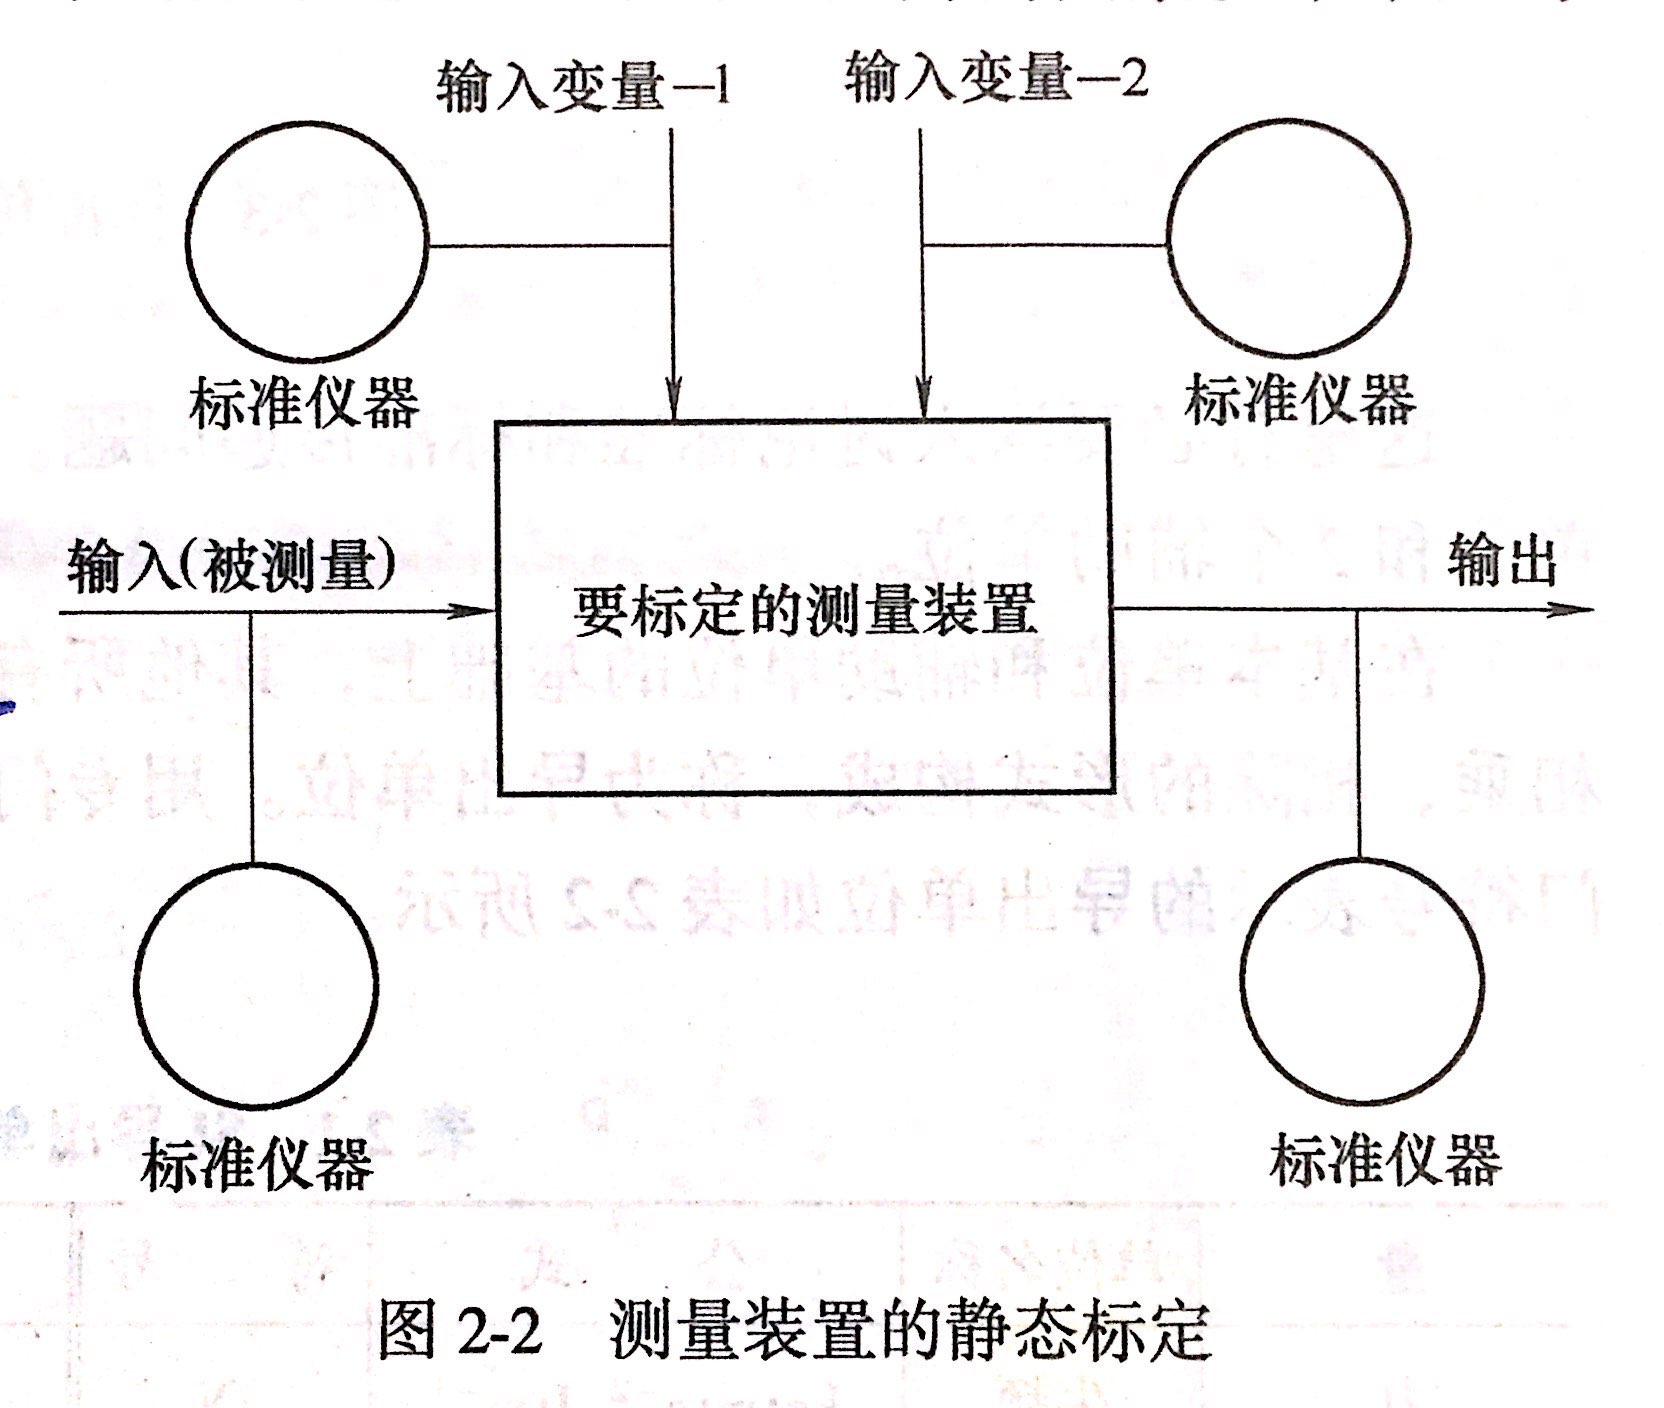 输入变量—1
输入变量—2
标准仪器
标准仪器
输入(被测量)
要标定的测量装置
输出
标准仪器
标准仪器
图 2-2 测量装置的静态标定